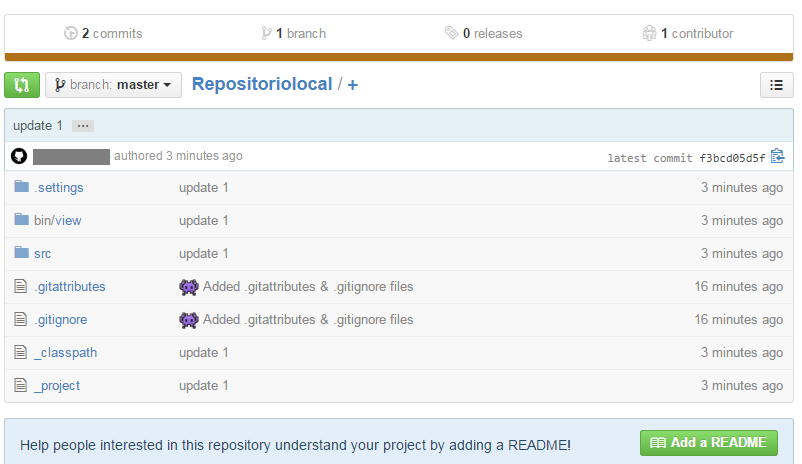 2 commits 1 branch 0 releases 1 contributor
branch: master Repositoriolocal / +
update 1 ...
authored 3 minutes ago latest commit f3bcd05d5f
.settings update 1 3 minutes ago
bin/view update 1 3 minutes ago
src update 1 3 minutes ago
.gitattributes Added .gitattributes & .gitignore files 16 minutes ago
.gitignore Added .gitattributes & .gitignore files 16 minutes ago
_classpath update 1 3 minutes ago
_project update 1 3 minutes ago
Help people interested in this repository understand your project by adding a README! Add a README